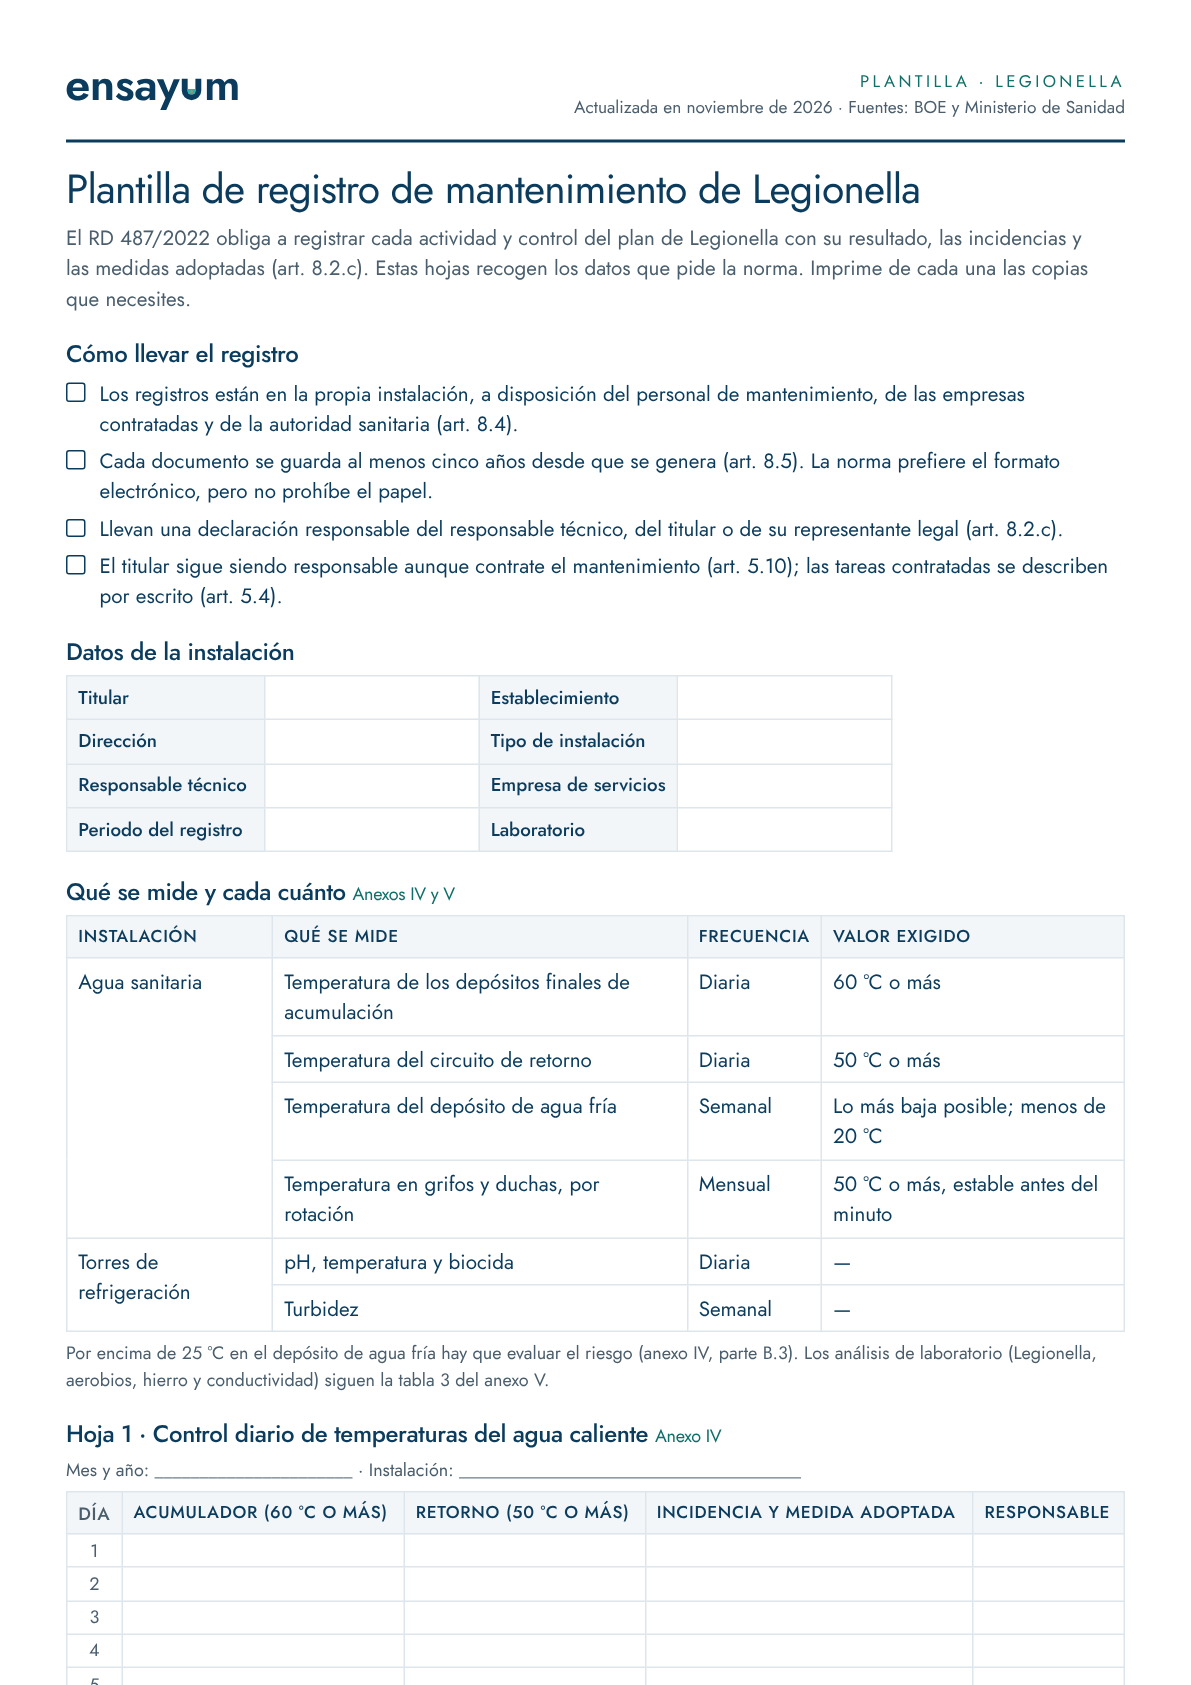 ensayum
PLANTILLA · LEGIONELLA
Actualizada en noviembre de 2026 · Fuentes: BOE y Ministerio de Sanidad
Plantilla de registro de mantenimiento de Legionella
El RD 487/2022 obliga a registrar cada actividad y control del plan de Legionella con su resultado, las incidencias y
las medidas adoptadas (art. 8.2.c). Estas hojas recogen los datos que pide la norma. Imprime de cada una las copias
que necesites.
Cómo llevar el registro
Los registros están en la propia instalación, a disposición del personal de mantenimiento, de las empresas
contratadas y de la autoridad sanitaria (art. 8.4).
Cada documento se guarda al menos cinco años desde que se genera (art. 8.5). La norma prefiere el formato
electrónico, pero no prohíbe el papel.
Llevan una declaración responsable del responsable técnico, del titular o de su representante legal (art. 8.2.c).
El titular sigue siendo responsable aunque contrate el mantenimiento (art. 5.10); las tareas contratadas se describen
por escrito (art. 5.4).
Datos de la instalación
Titular Establecimiento
Dirección Tipo de instalación
Responsable técnico Empresa de servicios
Periodo del registro Laboratorio
Qué se mide y cada cuánto Anexos IV y V
INSTALACIÓN QUÉ SE MIDE FRECUENCIA VALOR EXIGIDO
Agua sanitaria Temperatura de los depósitos finales de Diaria 60 °C o más
acumulación
Temperatura del circuito de retorno Diaria 50 °C o más
Temperatura del depósito de agua fría Semanal Lo más baja posible; menos de
20 °C
Temperatura en grifos y duchas, por Mensual 50 °C o más, estable antes del
rotación minuto
Torres de pH, temperatura y biocida Diaria —
refrigeración
Turbidez Semanal —
Por encima de 25 °C en el depósito de agua fría hay que evaluar el riesgo (anexo IV, parte B.3). Los análisis de laboratorio (Legionella,
aerobios, hierro y conductividad) siguen la tabla 3 del anexo V.
Hoja 1 · Control diario de temperaturas del agua caliente Anexo IV
Mes y año: ______________________ · Instalación: ______________________________________
DÍA ACUMULADOR (60 °C O MÁS) RETORNO (50 °C O MÁS) INCIDENCIA Y MEDIDA ADOPTADA RESPONSABLE
1
2
3
4
5